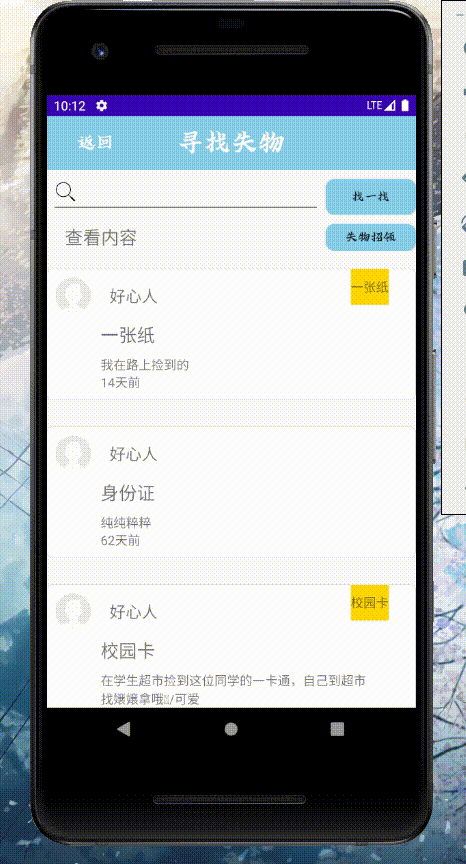 10:12 LTE
返回 寻找失物
找一找
查看内容 失物招领
好心人 一张纸
一张纸
我在路上捡到的
14天前
好心人
身份证
纯纯粹粹
62天前
好心人 校园卡
校园卡
在学生超市捡到这位同学的一卡通，自己到超市
找嬢嬢拿哦/可爱